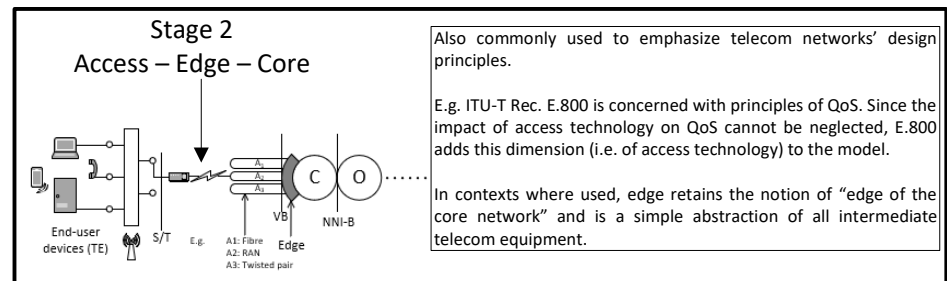 Stage 2
Access – Edge – Core
Also commonly used to emphasize telecom networks’ design
principles.
E.g. ITU-T Rec. E.800 is concerned with principles of QoS. Since the
impact of access technology on QoS cannot be neglected, E.800
adds this dimension (i.e. of access technology) to the model.
In contexts where used, edge retains the notion of “edge of the
core network” and is a simple abstraction of all intermediate
telecom equipment.
A1
A2
A3
C
O
VB
NNI-B
S/T
E.g.
Edge
End-user
devices (TE)
A1: Fibre
A2: RAN
A3: Twisted pair